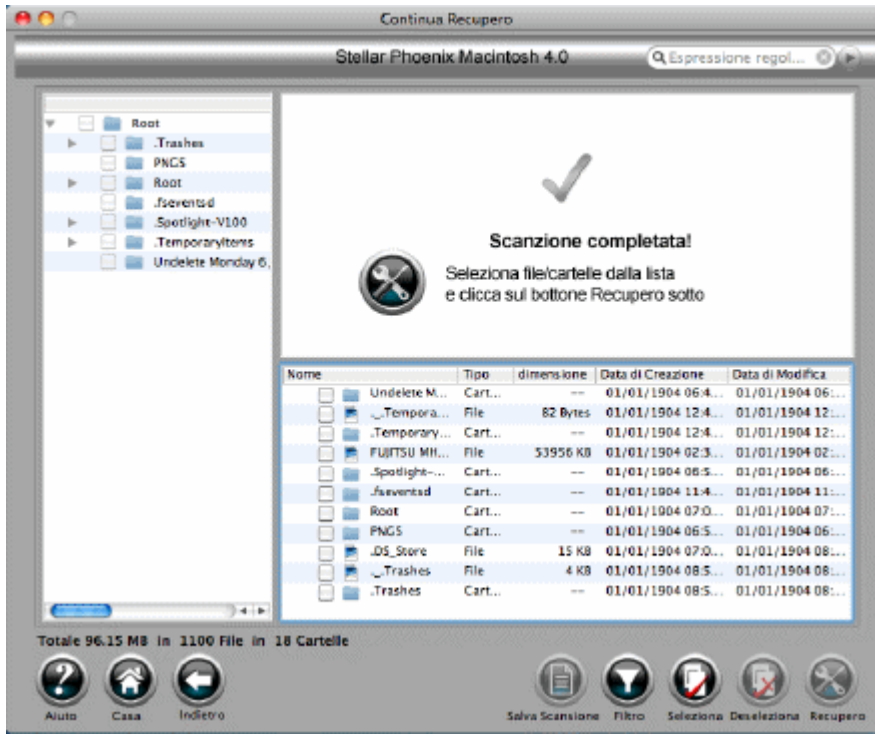 Continua Recupero
Stellar Phoenix Macintosh 4.0
Espressione regol...
Root
.Trashes
PNGS
Root
.fseventsd
.Spotlight-V100
.TemporaryItems
Undelete Monday 6,
Scanzione completata!
Seleziona file/cartelle dalla lista
e clicca sul bottone Recupero sotto
Nome Tipo dimensione Data di Creazione Data di Modifica
Undelete M... Cart... -- 01/01/1904 06:4... 01/01/1904 06:...
._.Tempora... File 82 Bytes 01/01/1904 12:4... 01/01/1904 12:...
.Temporary... Cart... -- 01/01/1904 12:4... 01/01/1904 12:...
FUJITSU MH... File 53956 KB 01/01/1904 02:3... 01/01/1904 02:...
.Spotlight-... Cart... -- 01/01/1904 06:5... 01/01/1904 06:...
.fseventsd Cart... -- 01/01/1904 11:4... 01/01/1904 11:...
Root Cart... -- 01/01/1904 07:0... 01/01/1904 07:...
PNGS Cart... -- 01/01/1904 06:5... 01/01/1904 06:...
.DS_Store File 15 KB 01/01/1904 07:0... 01/01/1904 08:...
._.Trashes File 4 KB 01/01/1904 08:5... 01/01/1904 08:...
.Trashes Cart... -- 01/01/1904 08:5... 01/01/1904 08:...
Totale 96.15 MB in 1100 File in 18 Cartelle
Aiuto Casa Indietro Salva Scansione Filtro Seleziona Deseleziona Recupero